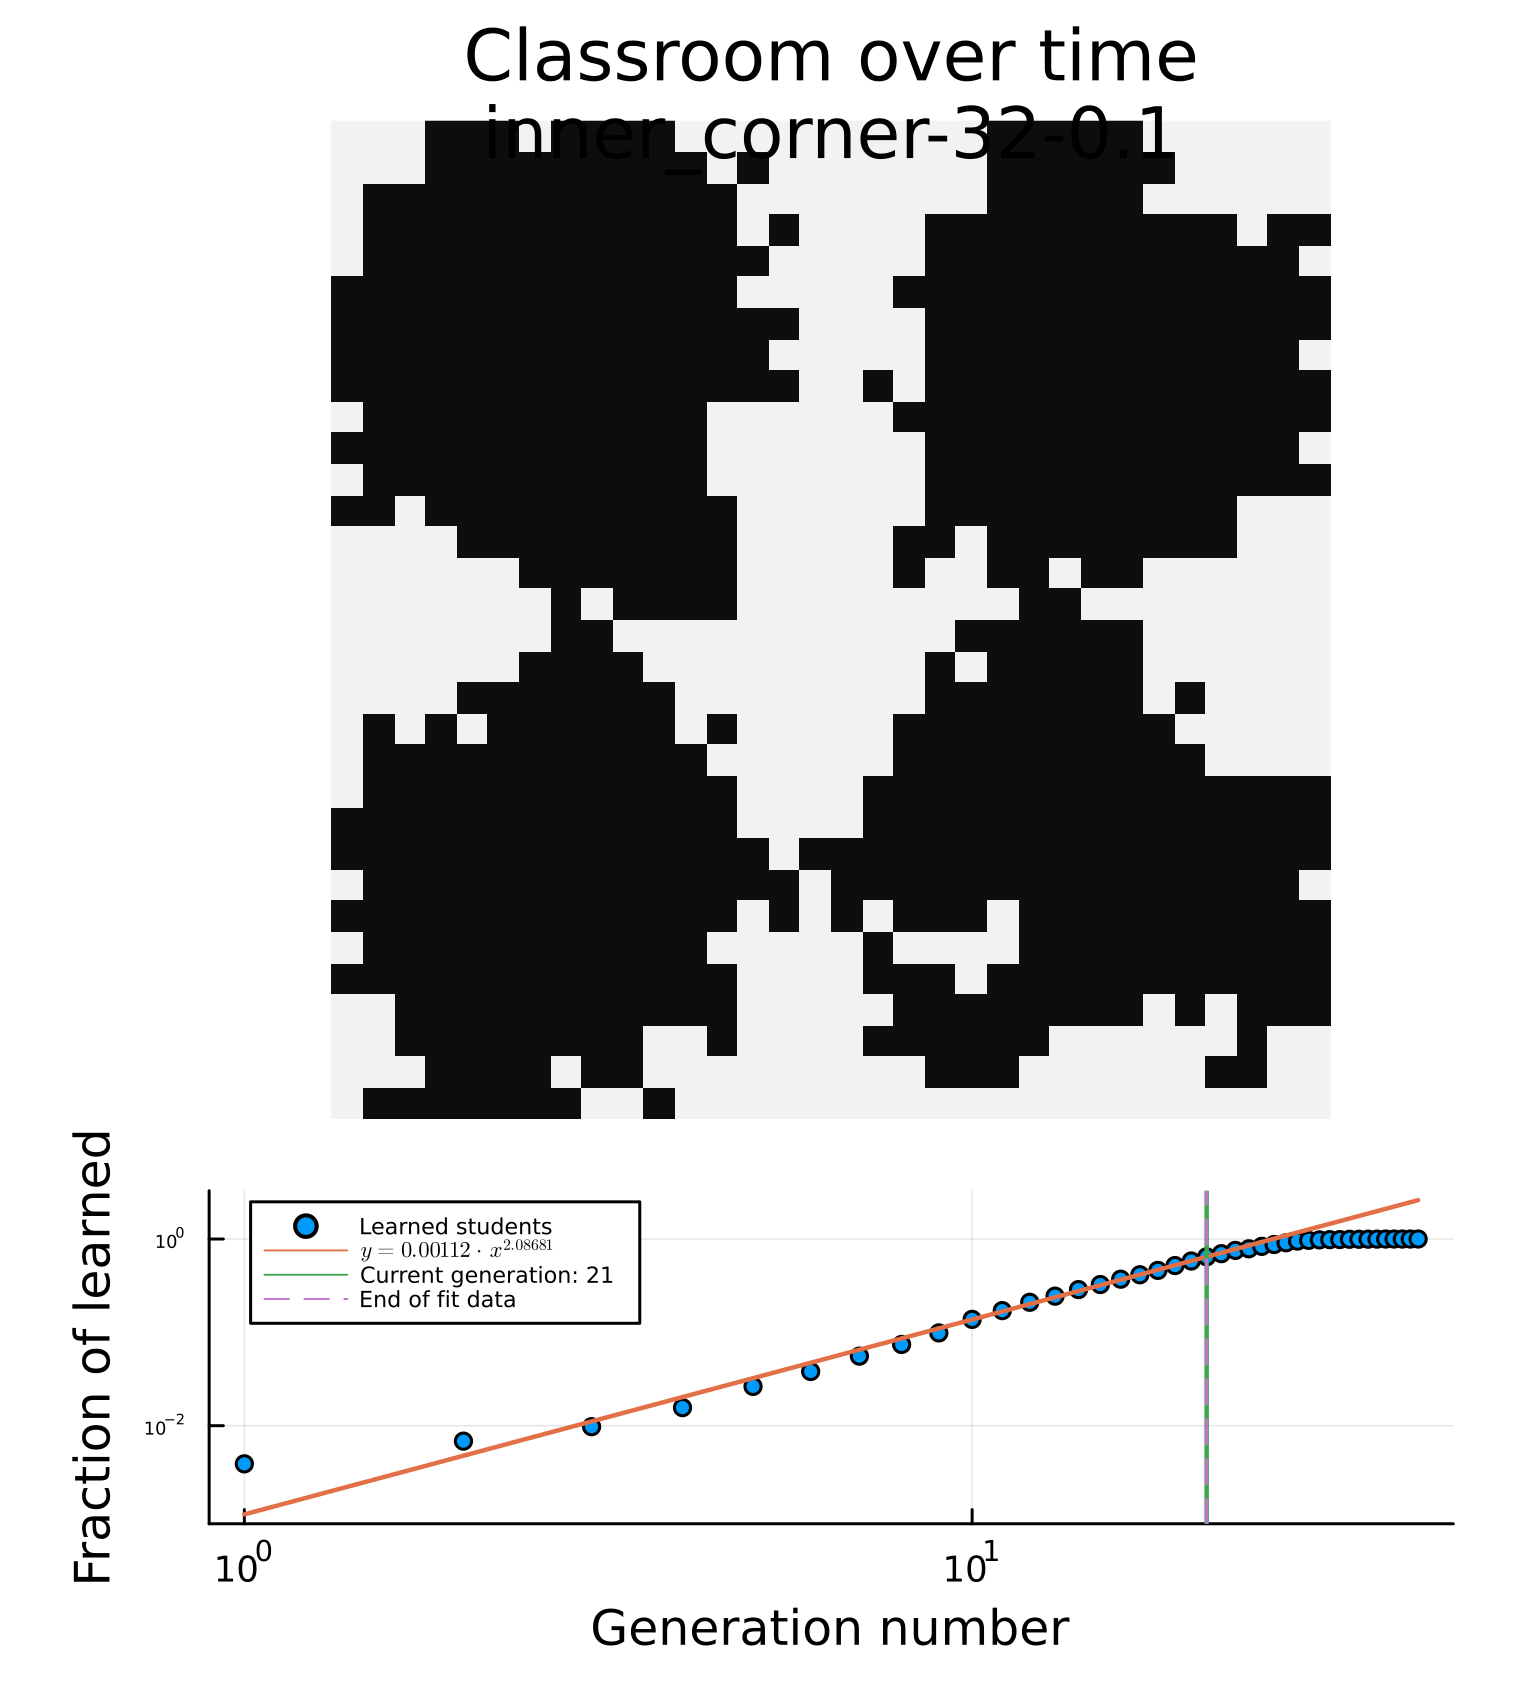 Classroom over time
inner_corner-32-0.1
Fraction of learned
10^0
10^-2
Learned students
y = 0.00112 · x^2.08681
Current generation: 21
End of fit data
10^0 10^1
Generation number